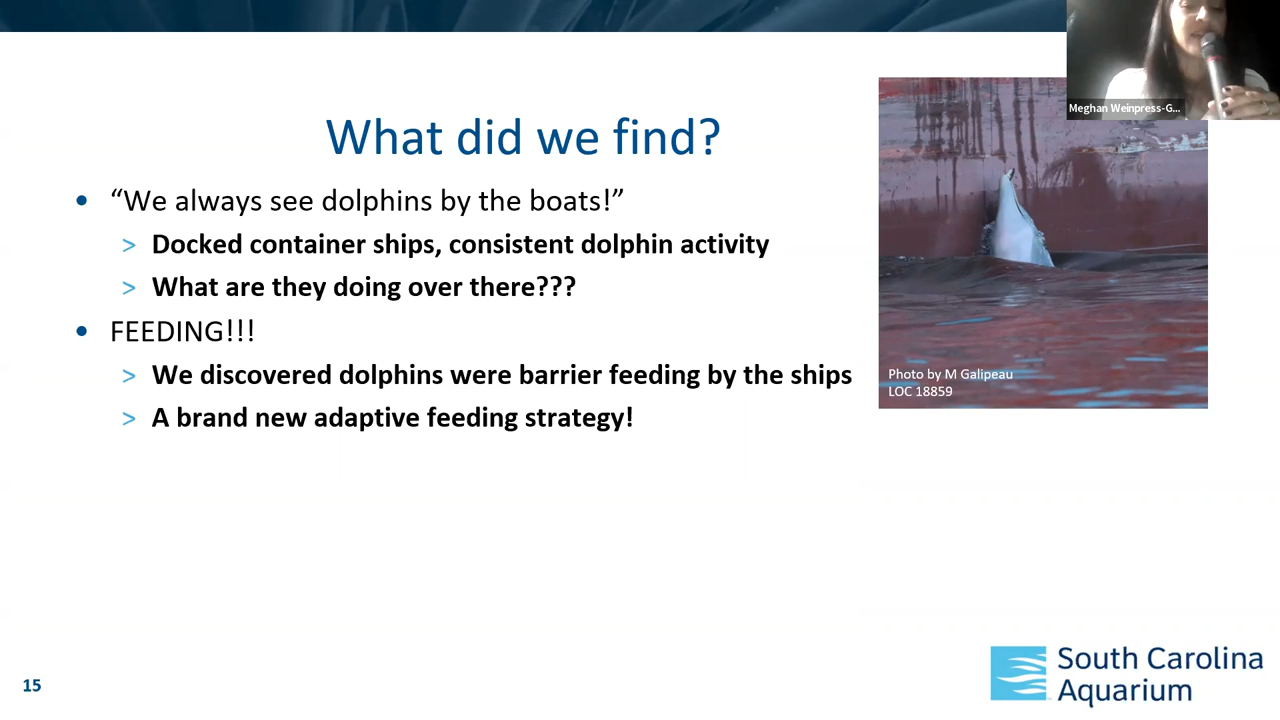 Meghan Weinpress-G...
What did we find?
“We always see dolphins by the boats!”
> Docked container ships, consistent dolphin activity
> What are they doing over there???
FEEDING!!!
> We discovered dolphins were barrier feeding by the ships
> A brand new adaptive feeding strategy!
Photo by M Galipeau
LOC 18859
15
South Carolina
Aquarium